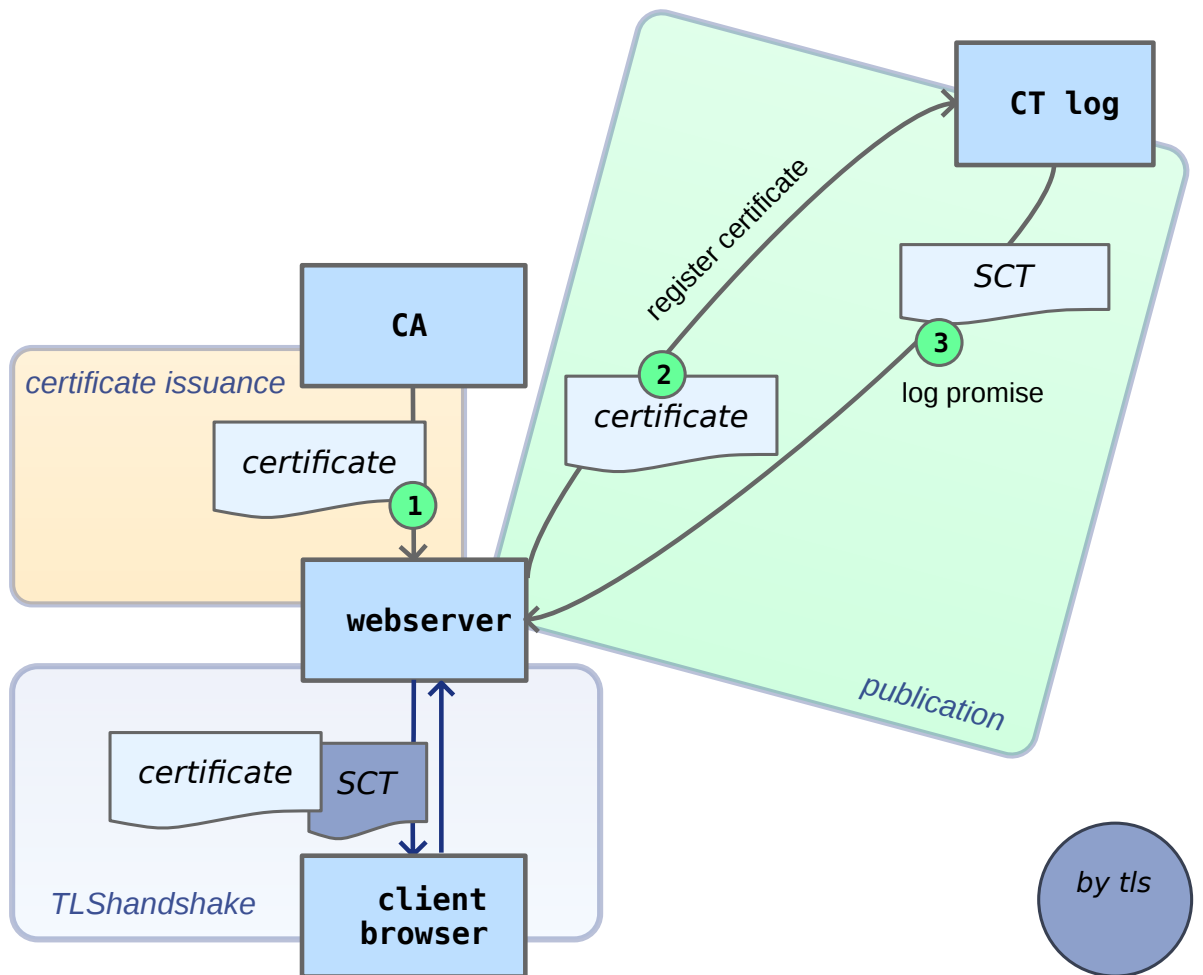 CT log
register certificate
SCT
CA
3
2
certificate issuance
log promise
certificate
certificate
1
webserver
publication
certificate
SCT
by tls
TLShandshake
client
browser